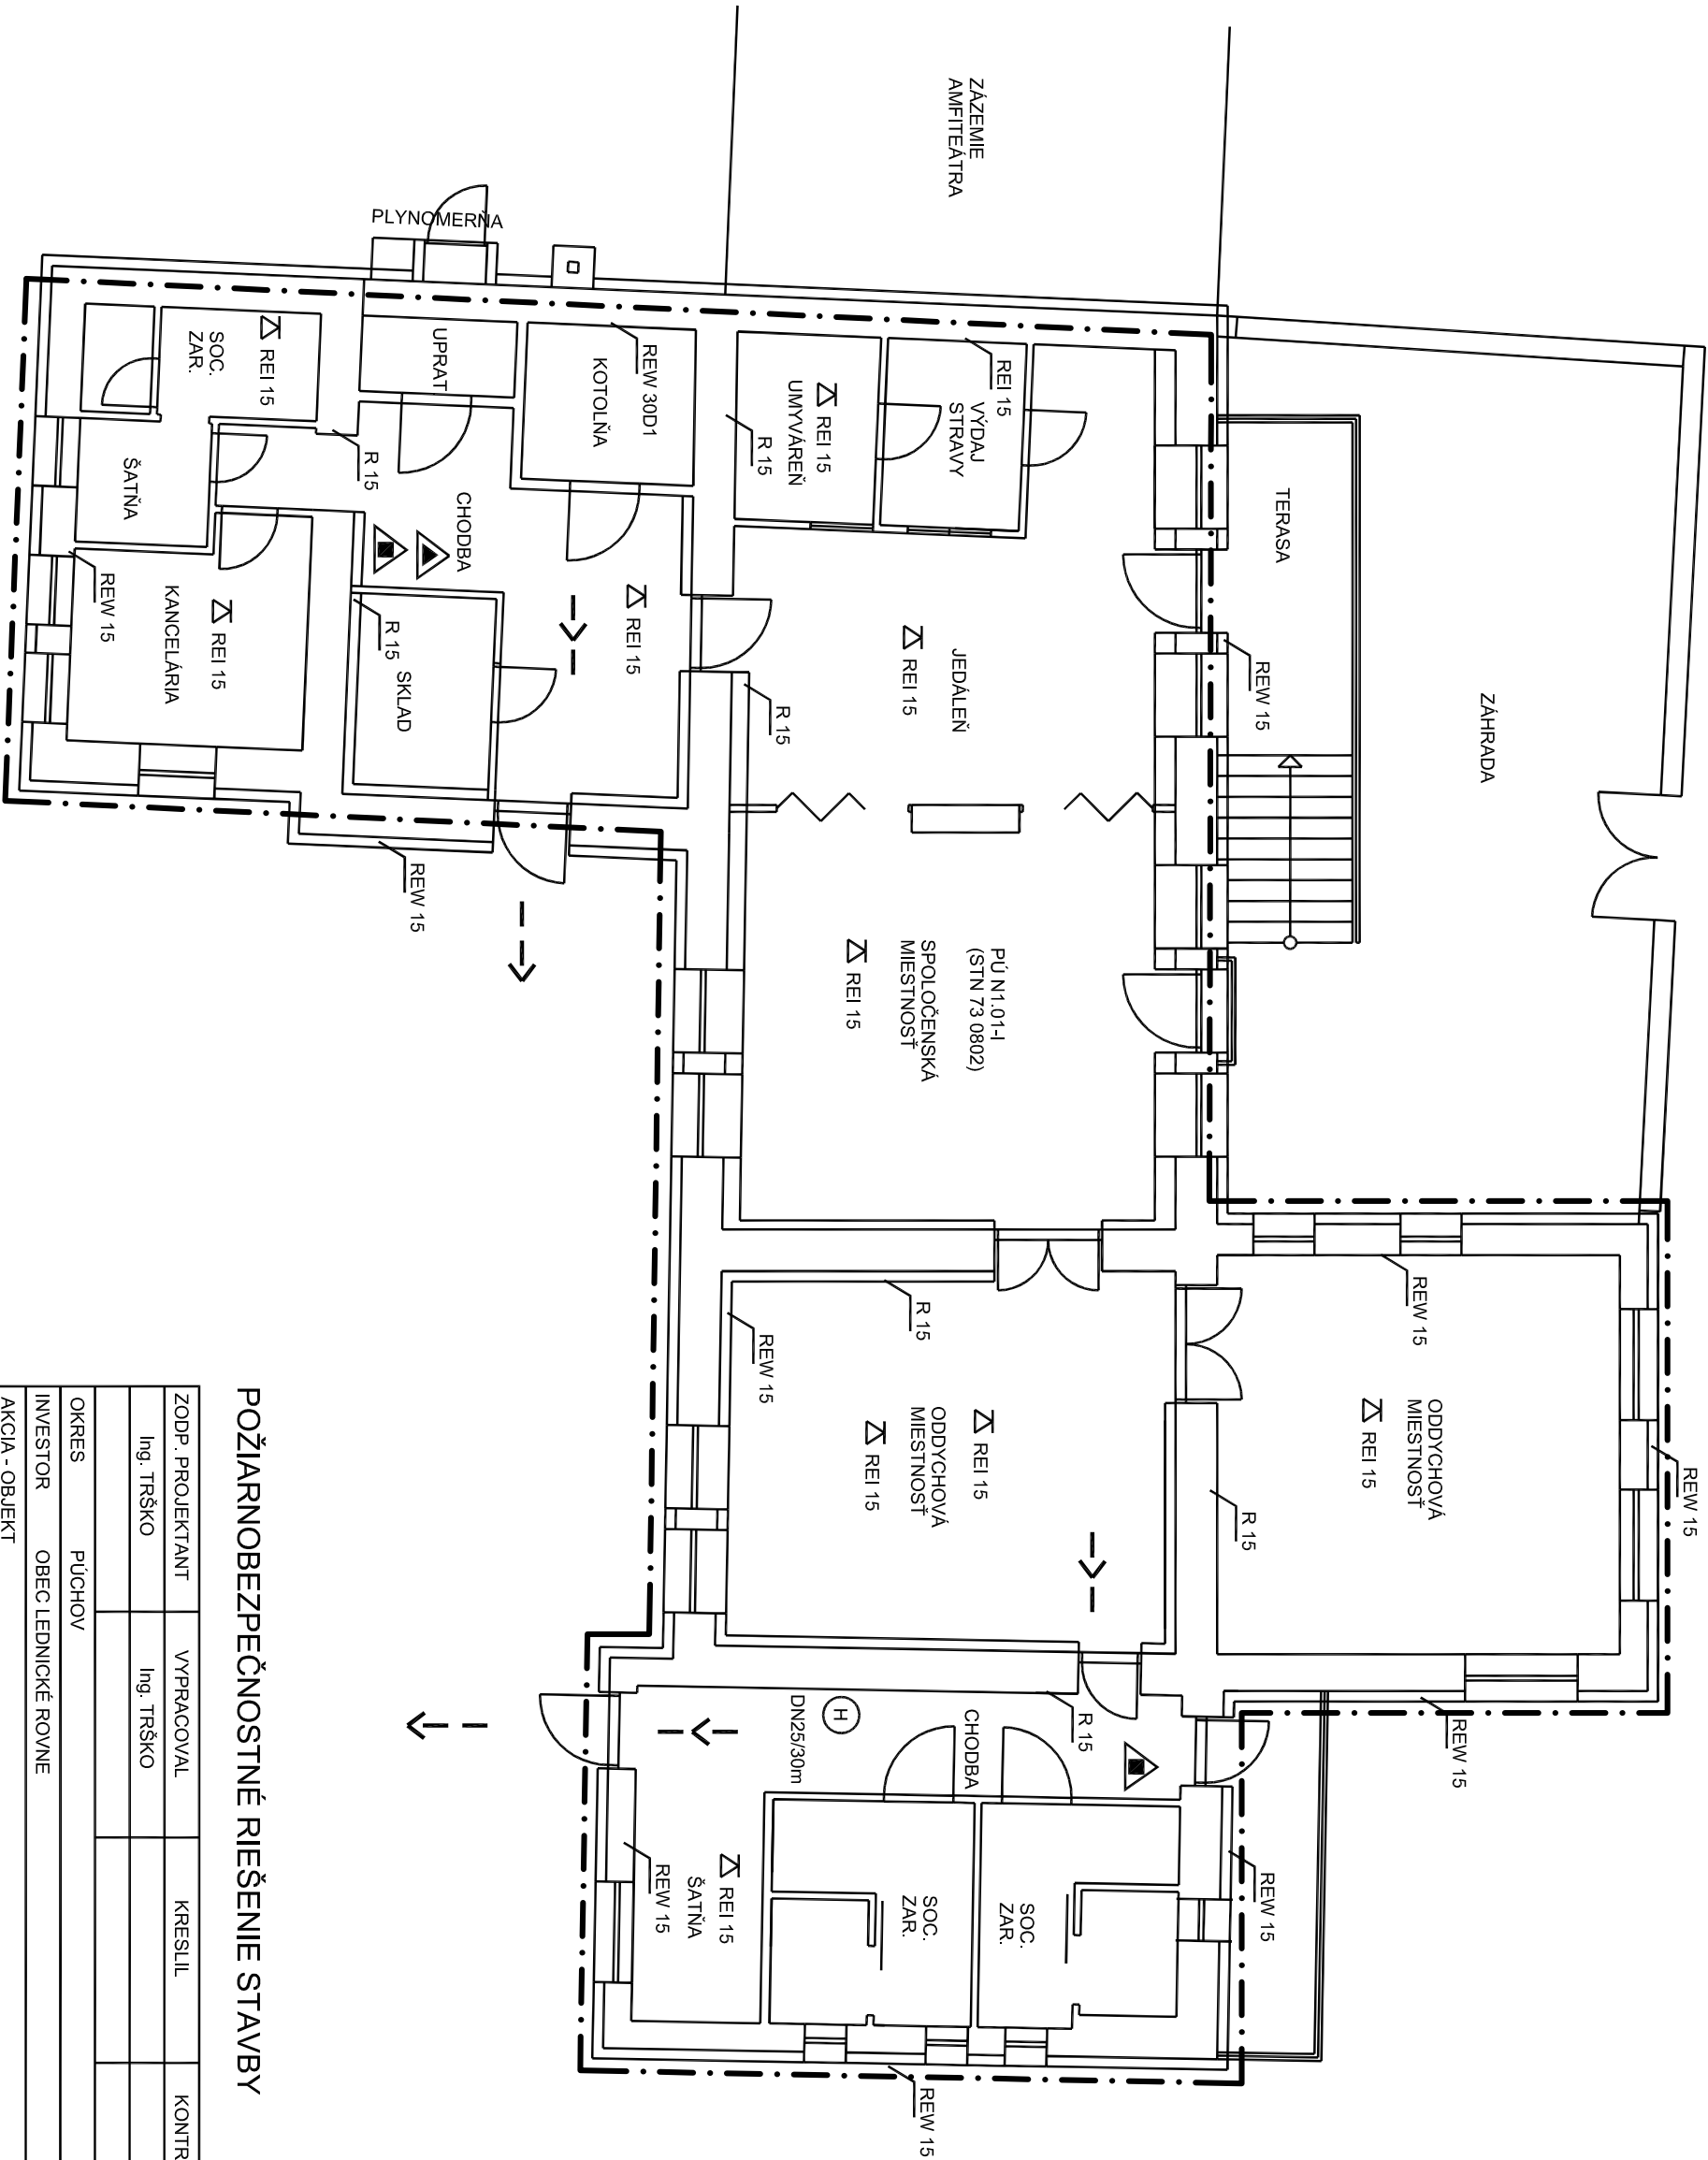 REW 15
ZÁHRADA
REW 15
ODDYCHOVÁ
MIESTNOSŤ
REW 15
REI 15
TERASA
REW 15
REW 15
R 15
R 15
SOC.
ZAR.
REI 15
PÚ N1.01-I
(STN 73 0802)
ZÁZEMIE
AMFITEÁTRA
VÝDAJ
STRAVY
REI 15
CHODBA
JEDÁLEŇ
REI 15
SPOLOČENSKÁ
MIESTNOSŤ
REI 15
ODDYCHOVÁ
MIESTNOSŤ
REI 15
R 15
SOC.
ZAR.
REW 15
H
DN25/30m
REI 15
UMYVÁREŇ
R 15
R 15
REW 15
REI 15
ŠATŇA
REW 15
REW 30D1
KOTOLŇA
REI 15
CHODBA
UPRAT
PLYNOMERŇA
R 15
R 15
SKLAD
REW 15
REI 15
SOC.
ZAR.
REI 15
KANCELÁRIA
ŠATŇA
REW 15
POŽIARNOBEZPEČNOSTNÉ RIEŠENIE STAVBY
ZODP. PROJEKTANT VYPRACOVAL KRESLIL KONTR
Ing. TRŠKO Ing. TRŠKO
OKRES PÚCHOV
INVESTOR OBEC LEDNICKÉ ROVNE
AKCIA - OBJEKT